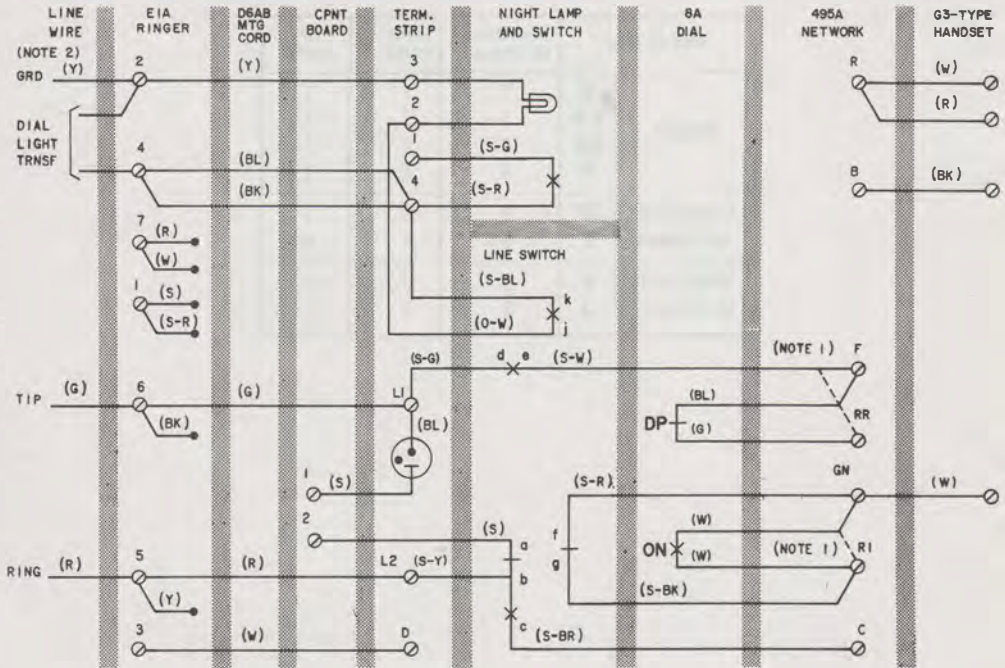 LINE WIRE
EIA RINGER
D6AB MTG CORD
CPNT BOARD
TERM. STRIP
NIGHT LAMP AND SWITCH
8A DIAL
495A NETWORK
G3-TYPE HANDSET
(NOTE 2)
GRD (Y) 2 (Y) 3 R (W)
2 (R)
DIAL LIGHT TRNSF
1 (S-G)
4 (BL) 4 (S-R) B (BK)
(BK)
7 (R)
(W)
LINE SWITCH
1 (S) (S-BL) k
(S-R) (O-W) j
(S-G) d e (S-W) (NOTE 1) F
TIP (G) 6 (G) L1 (BL) RR
(BK) (BL) DP (G)
1 (S) (S-R) GN (W)
2 (S) a f (W)
ON (W) (NOTE 1) R1
RING (R) 5 (R) L2 (S-Y) b g
(Y) (S-BK)
3 (W) D c (S-BR) C